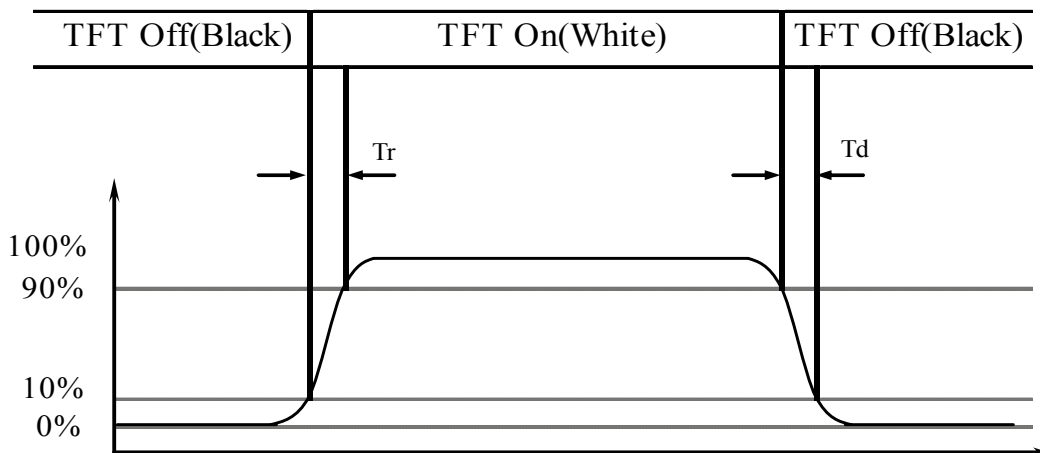 TFT Off(Black) TFT On(White) TFT Off(Black)
Tr Td
100%
90%
10%
0%